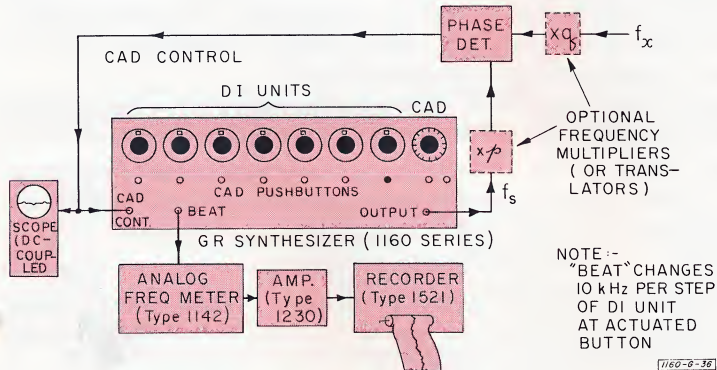 PHASE
DET.
×q
fx
CAD CONTROL
DI UNITS
CAD
OPTIONAL
FREQUENCY
MULTIPLIERS
(OR TRANS-
LATORS)
×p
fs
CAD PUSHBUTTONS
CAD
CONT.
BEAT
OUTPUT
SCOPE
(DC-
COUP-
LED
GR SYNTHESIZER (1160 SERIES)
ANALOG
FREQ METER
(Type 1142)
AMP.
(Type
1230)
RECORDER
(Type 1521)
NOTE:-
"BEAT" CHANGES
10 kHz PER STEP
OF DI UNIT
AT ACTUATED
BUTTON
1160-G-36